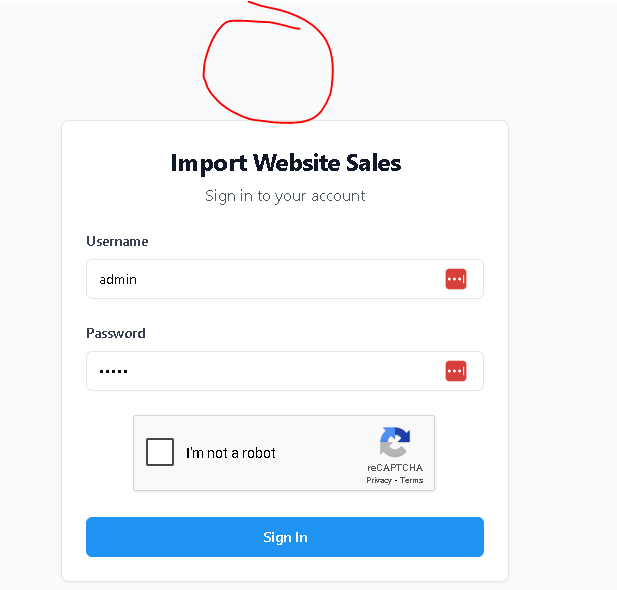 Import Website Sales
Sign in to your account
Username
admin
Password
•••••
I'm not a robot
reCAPTCHA
Privacy - Terms
Sign In